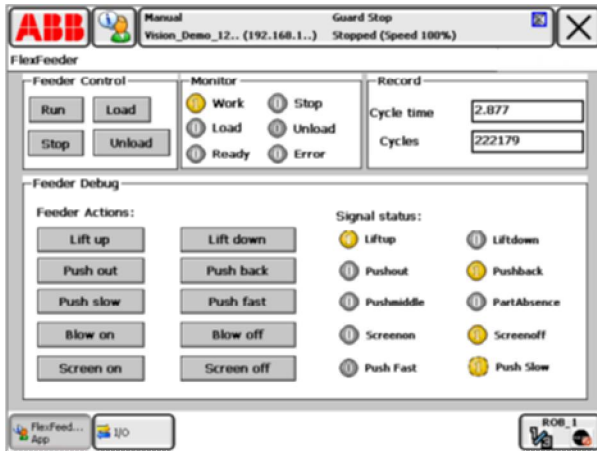 ABB
Manual
Guard Stop
Vision_Demo_12.. (192.168.1..)
Stopped (Speed 100%)
FlexFeeder
Feeder Control
Monitor
Record
Run
Load
Work
Stop
Cycle time
2.877
Stop
Unload
Load
Unload
Cycles
222179
Ready
Error
Feeder Debug
Feeder Actions:
Signal status:
Lift up
Lift down
Liftup
Liftdown
Push out
Push back
Pushout
Pushback
Push slow
Push fast
Pushmiddle
PartAbsence
Blow on
Blow off
Screenon
Screenoff
Screen on
Screen off
Push Fast
Push Slow
FlexFeed...
App
I/O
ROB_1